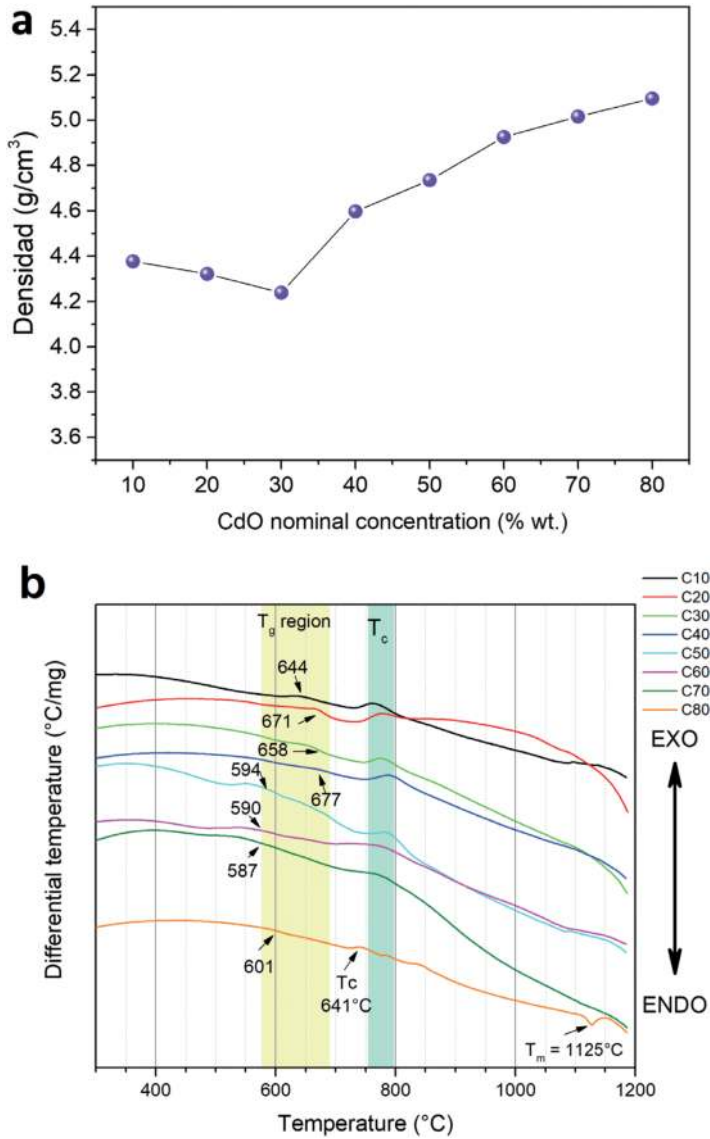 a
5.4
5.2
5.0
4.8
4.6
4.4
4.2
4.0
3.8
3.6
Densidad (g/cm³)
10 20 30 40 50 60 70 80
CdO nominal concentration (% wt.)
b
C10
C20
C30
C40
C50
C60
C70
C80
EXO
ENDO
Tg region
Tc
644
671
658
594
677
590
587
601
Tc
641°C
Tm = 1125°C
Differential temperature (°C/mg)
400 600 800 1000 1200
Temperature (°C)